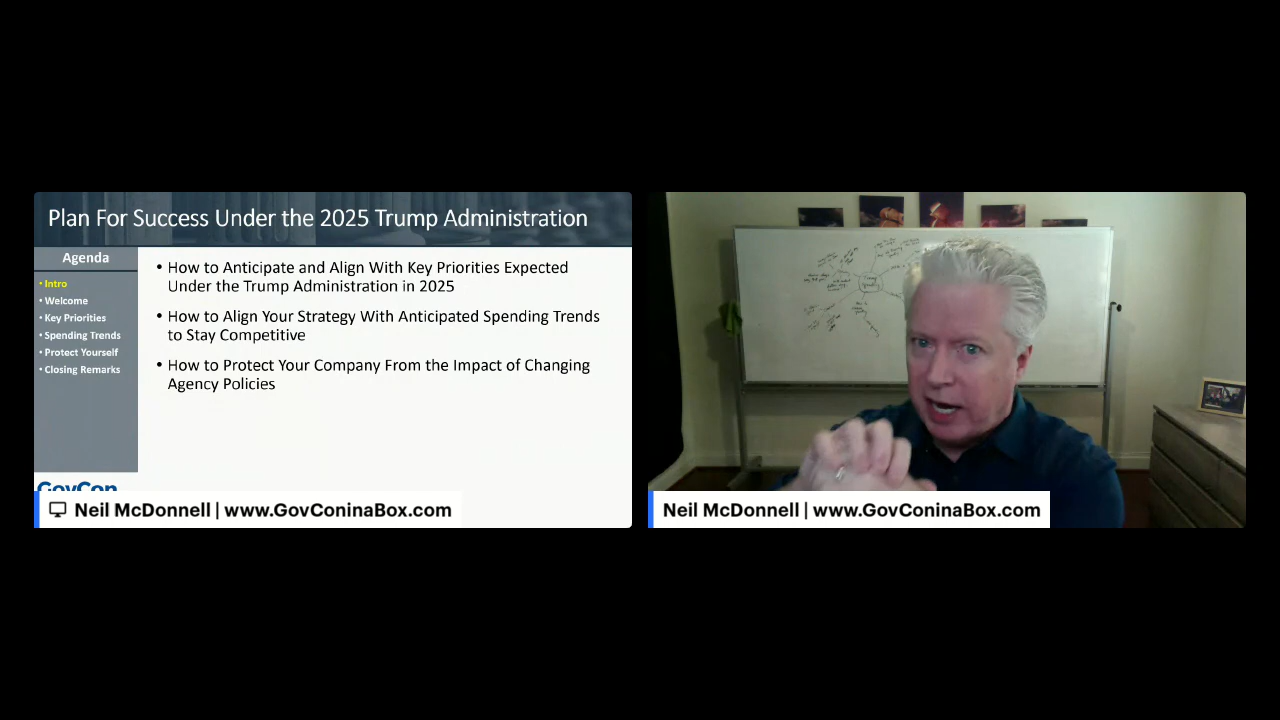 Plan For Success Under the 2025 Trump Administration
Agenda
• Intro
• Welcome
• Key Priorities
• Spending Trends
• Protect Yourself
• Closing Remarks
• How to Anticipate and Align With Key Priorities Expected
Under the Trump Administration in 2025
• How to Align Your Strategy With Anticipated Spending Trends
to Stay Competitive
• How to Protect Your Company From the Impact of Changing
Agency Policies
GovCon
Neil McDonnell | www.GovConinaBox.com
Trump
Spending
Neil McDonnell | www.GovConinaBox.com